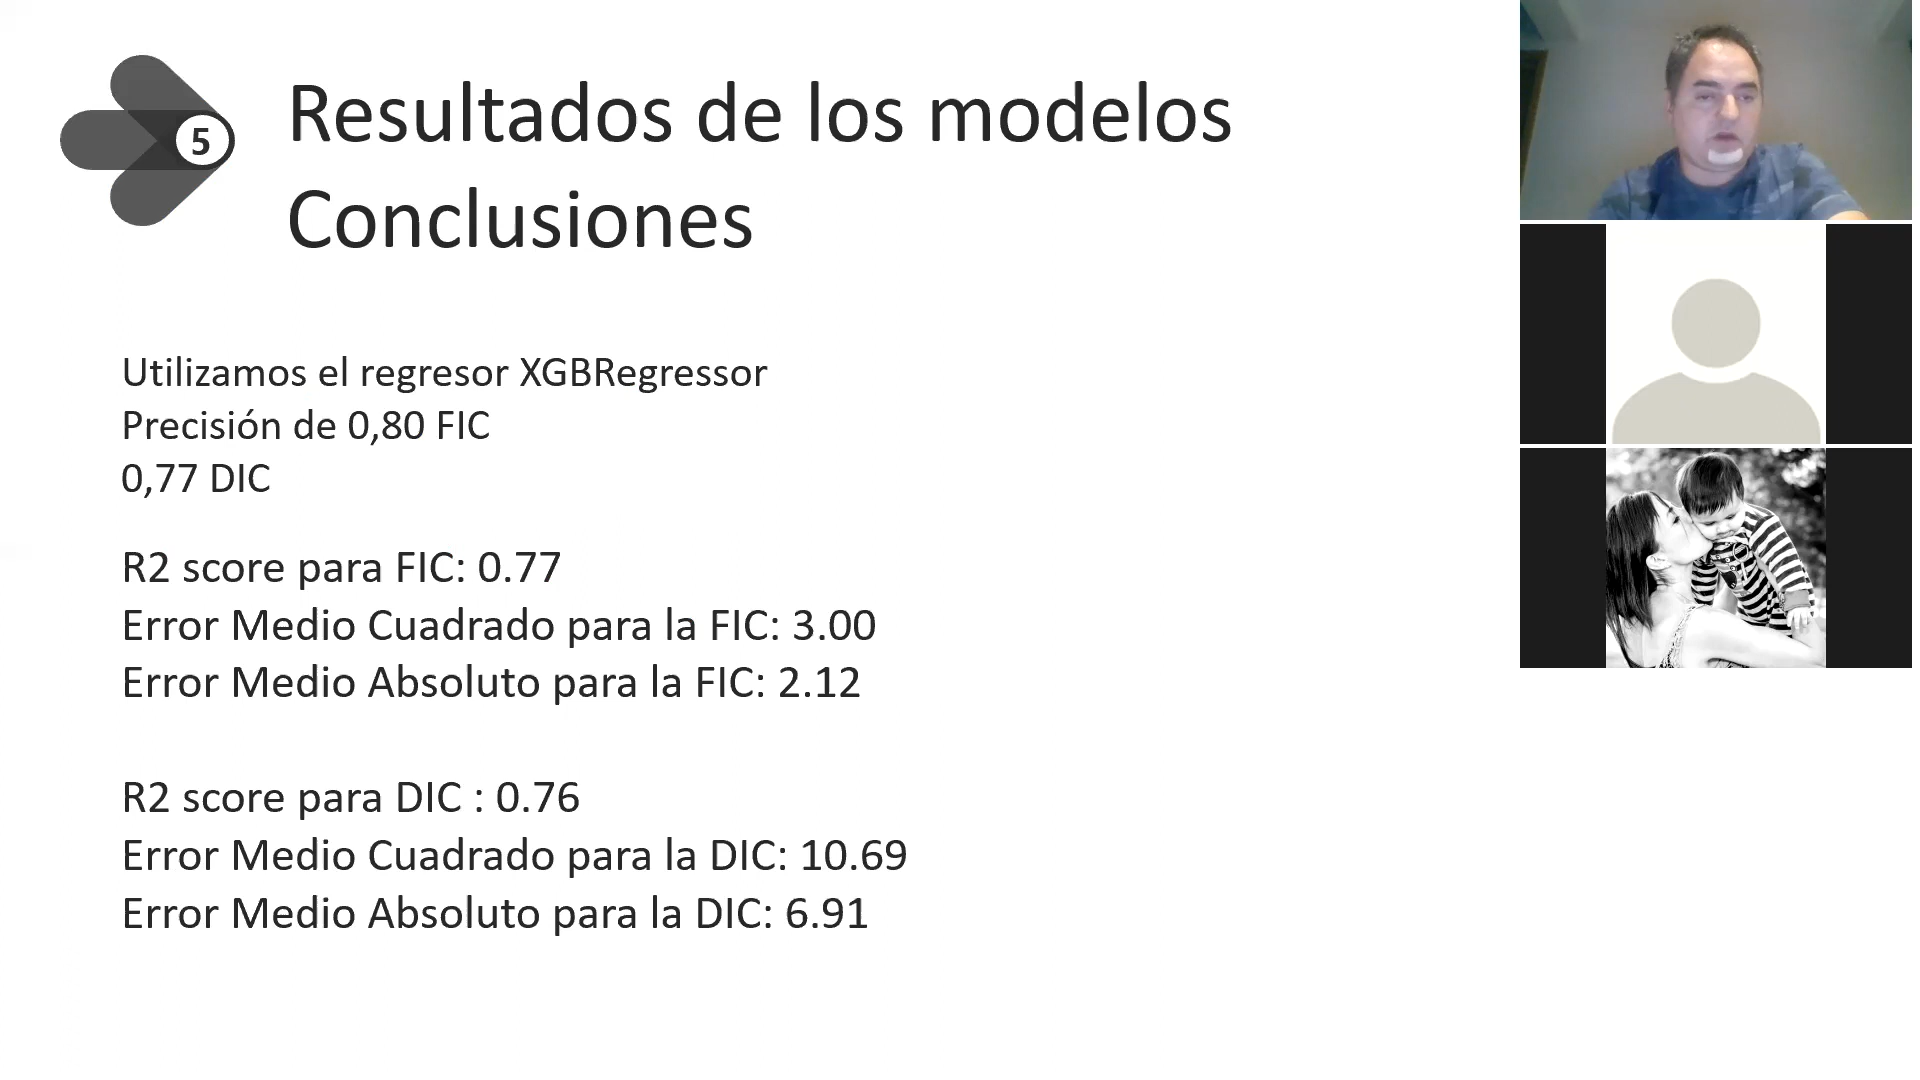 5
Resultados de los modelos
Conclusiones
Utilizamos el regresor XGBRegressor
Precisión de 0,80 FIC
0,77 DIC
R2 score para FIC: 0.77
Error Medio Cuadrado para la FIC: 3.00
Error Medio Absoluto para la FIC: 2.12
R2 score para DIC : 0.76
Error Medio Cuadrado para la DIC: 10.69
Error Medio Absoluto para la DIC: 6.91